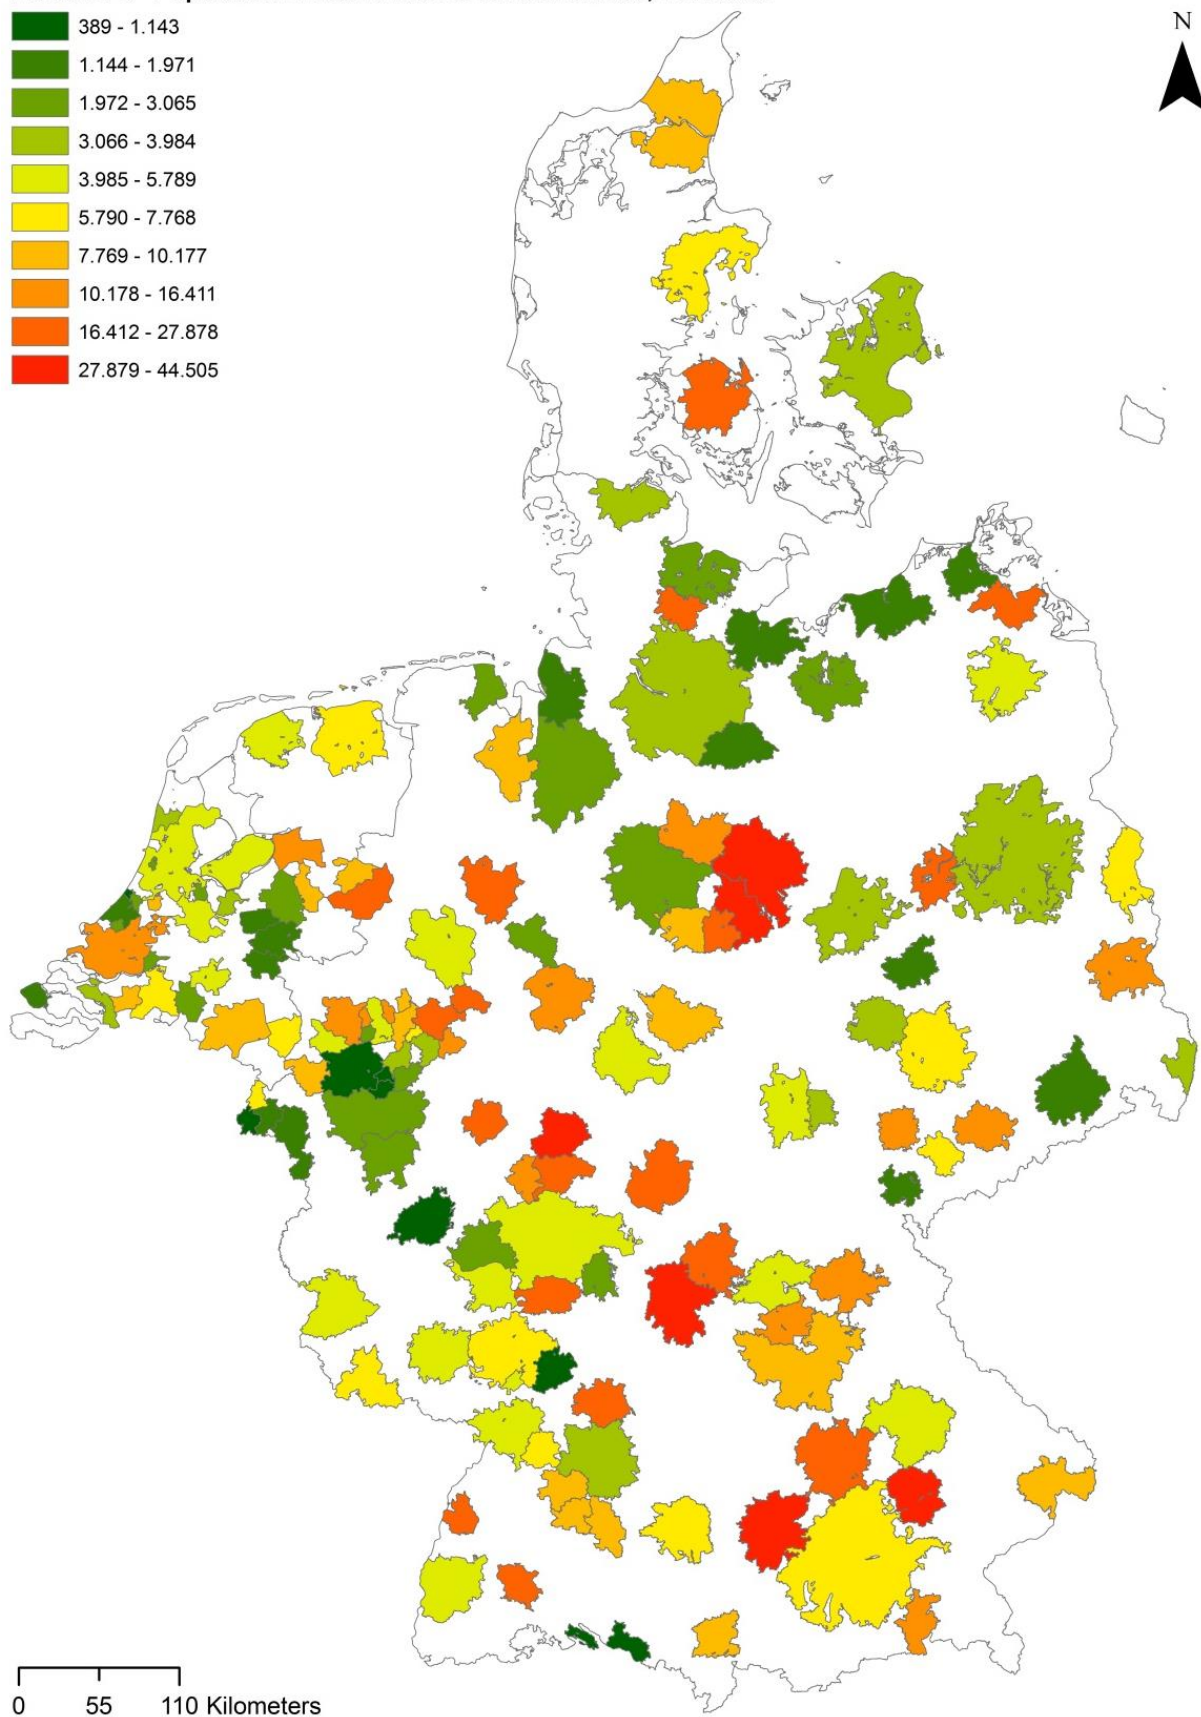 389 - 1.143
1.144 - 1.971
1.972 - 3.065
3.066 - 3.984
3.985 - 5.789
5.790 - 7.768
7.769 - 10.177
10.178 - 16.411
16.412 - 27.878
27.879 - 44.505
N
0 55 110 Kilometers